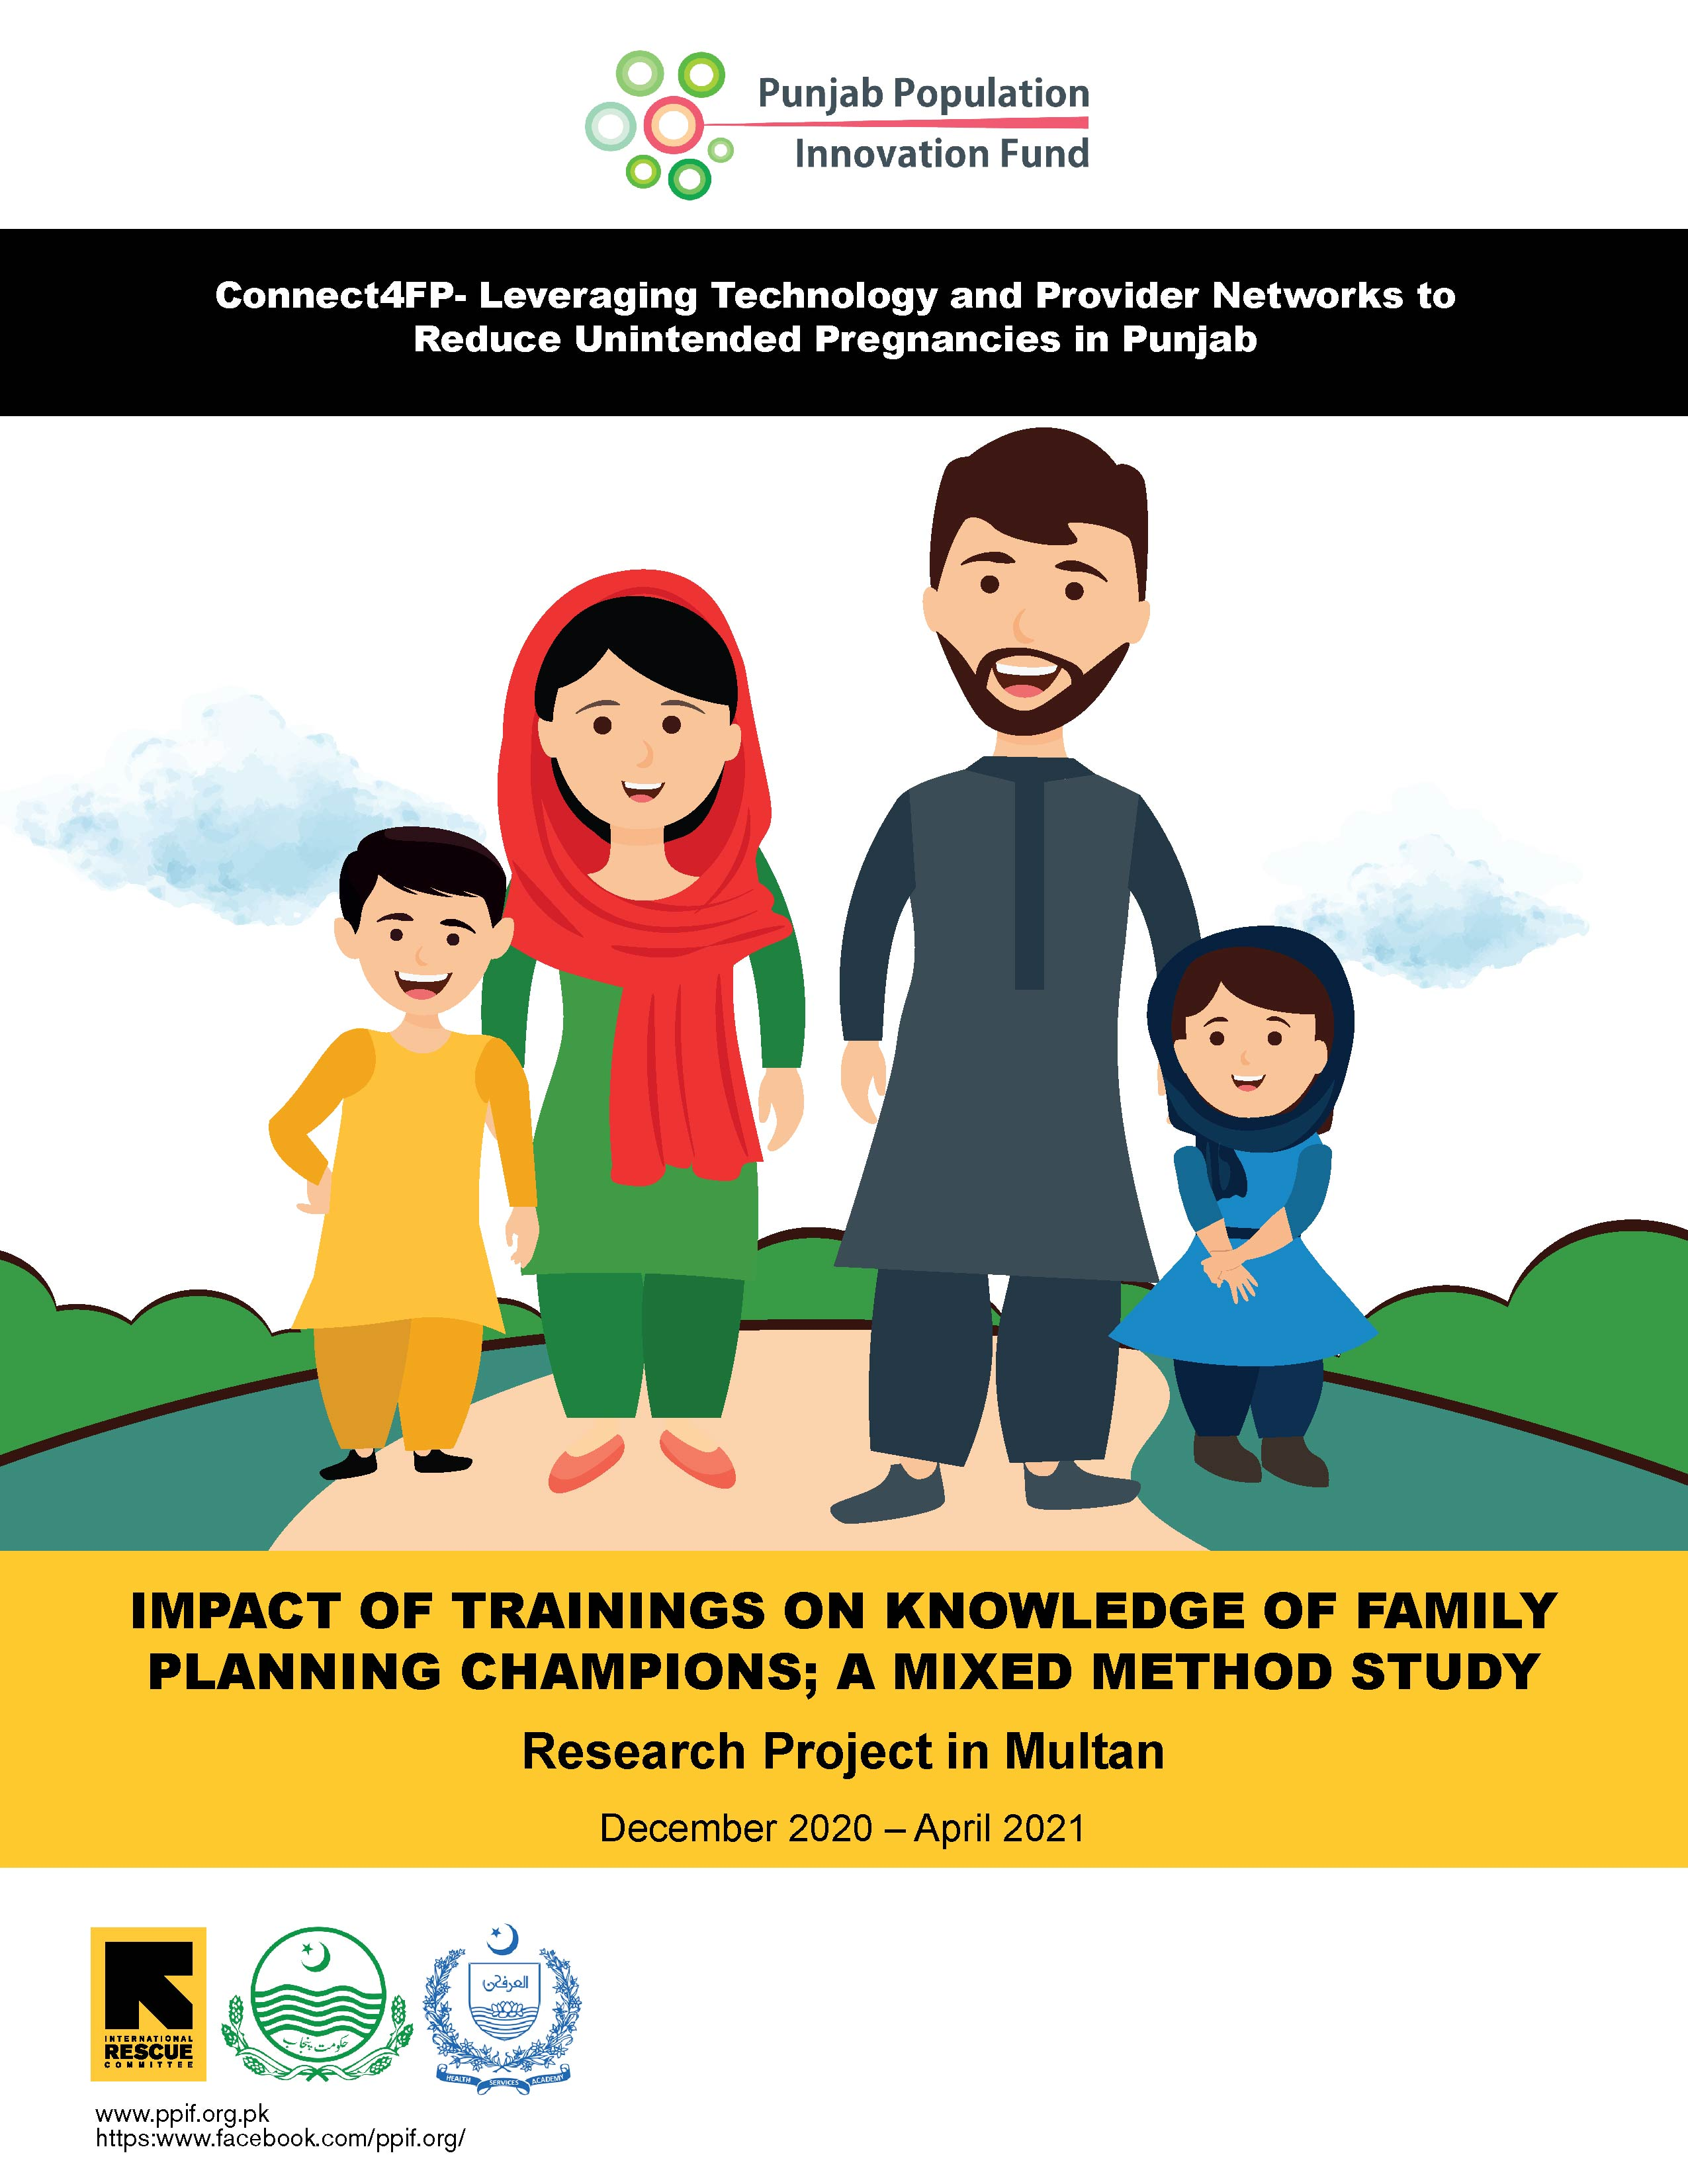 Punjab Population
Innovation Fund
Connect4FP- Leveraging Technology and Provider Networks to
Reduce Unintended Pregnancies in Punjab
IMPACT OF TRAININGS ON KNOWLEDGE OF FAMILY
PLANNING CHAMPIONS; A MIXED METHOD STUDY
Research Project in Multan
December 2020 – April 2021
INTERNATIONAL
RESCUE
COMMITTEE
حکومت پنجاب
HEALTH SERVICES ACADEMY
www.ppif.org.pk
https:www.facebook.com/ppif.org/